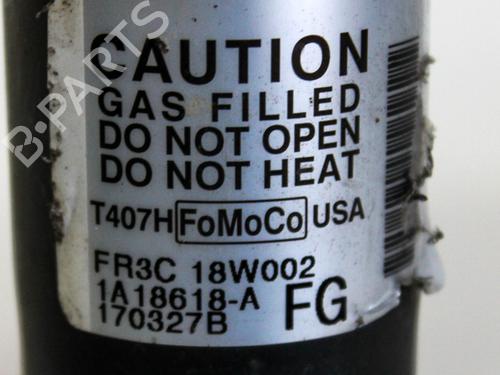 CAUTION
GAS FILLED
DO NOT OPEN
DO NOT HEAT
T407H FoMoCo USA
FR3C 18W002
1A18618-A FG
170327B
B-PARTS